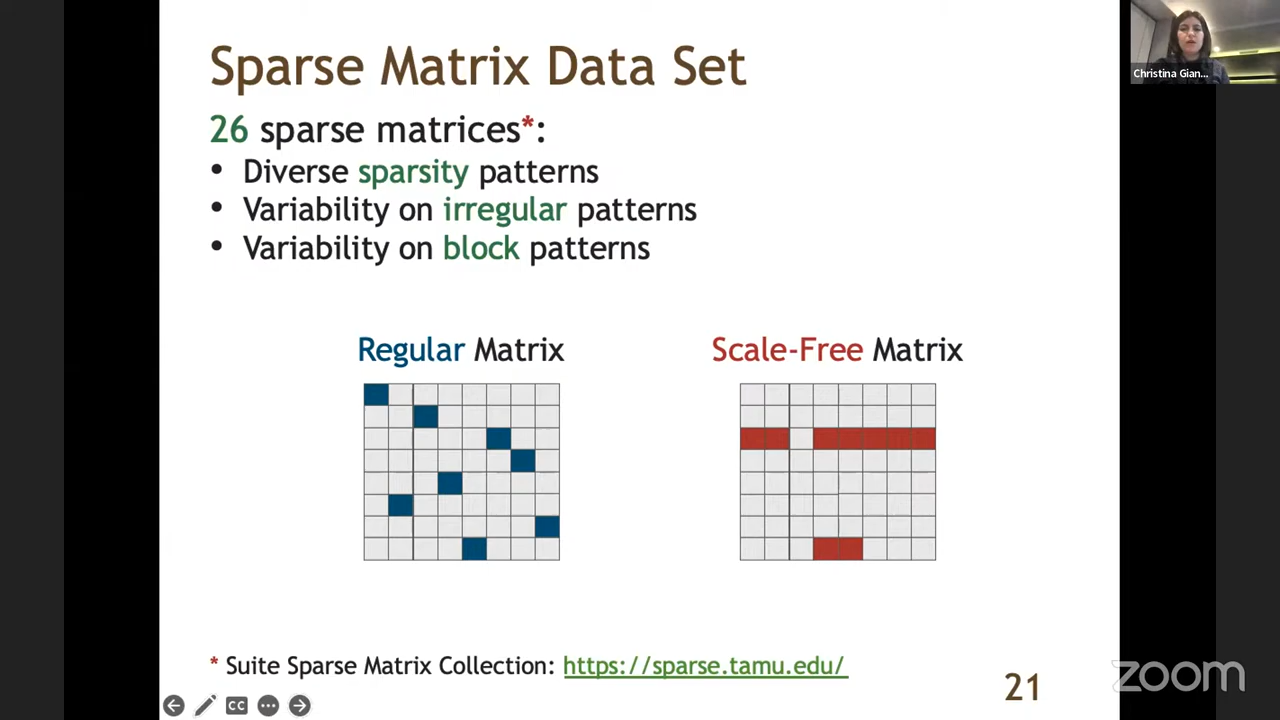 Sparse Matrix Data Set
26 sparse matrices*:
• Diverse sparsity patterns
• Variability on irregular patterns
• Variability on block patterns
Regular Matrix
Scale-Free Matrix
* Suite Sparse Matrix Collection: https://sparse.tamu.edu/
21
Christina Gian...
CC
zoom